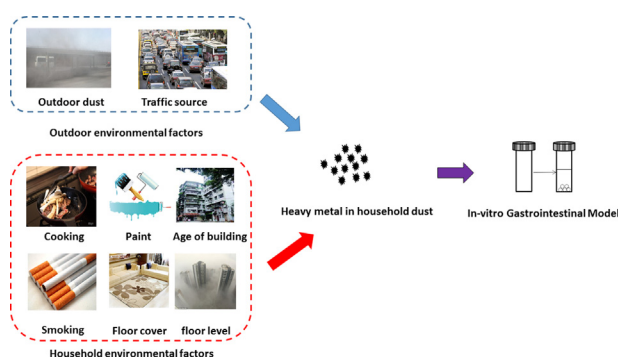 Outdoor dust
Traffic source
Outdoor environmental factors
Cooking
Paint
Age of building
Smoking
Floor cover
floor level
Household environmental factors
Heavy metal in household dust
In-vitro Gastrointestinal Model